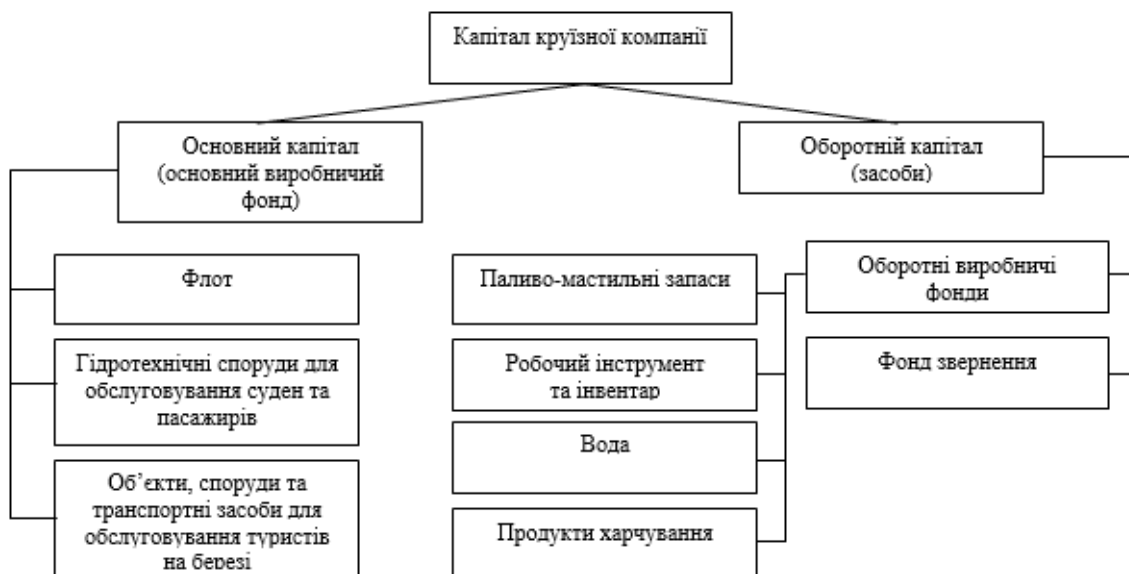 Капітал круїзної компанії
Основний капітал
(основний виробничий
фонд)
Оборотній капітал
(засоби)
Флот
Гідротехнічні споруди для
обслуговування суден та
пасажирів
Об’єкти, споруди та
транспортні засоби для
обслуговування туристів
на березі
Паливо-мастильні запаси
Робочий інструмент
та інвентар
Вода
Продукти харчування
Оборотні виробничі
фонди
Фонд звернення